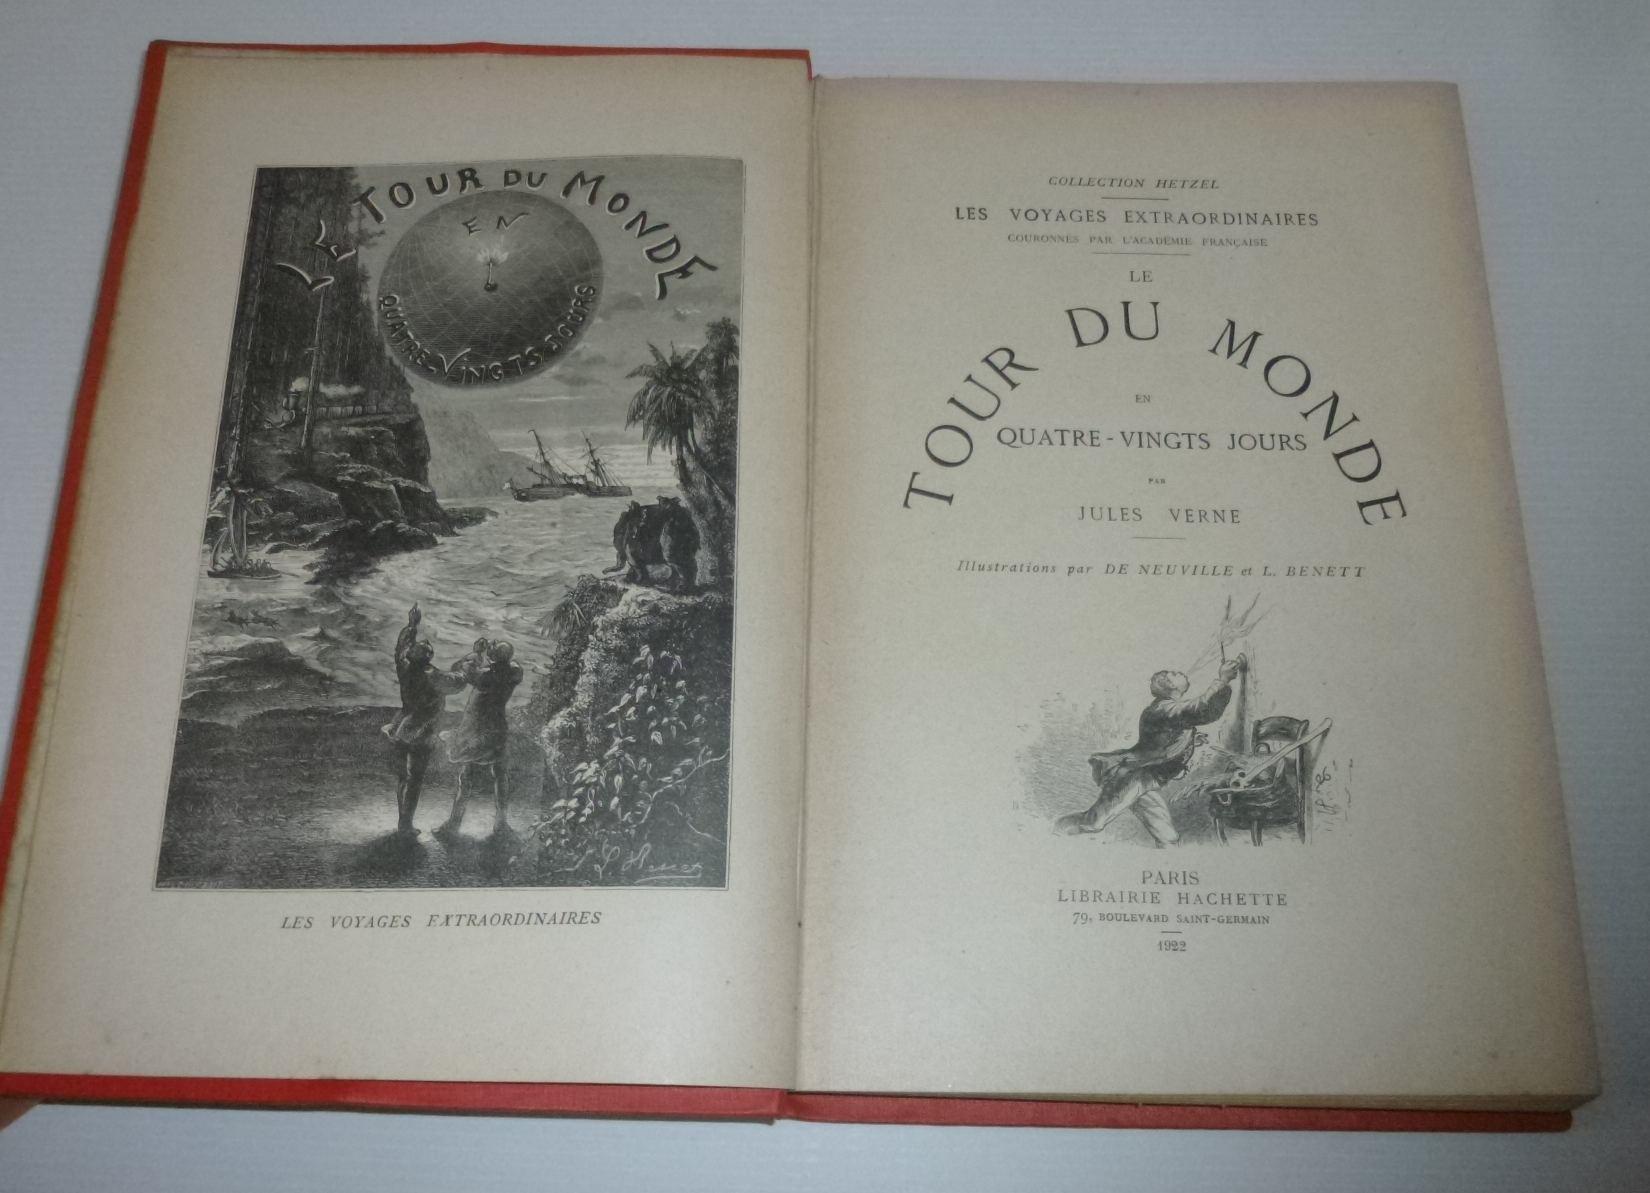 LE TOUR DU MONDE
EN
QUATRE-VINGTS JOURS
L. Benett
LES VOYAGES EXTRAORDINAIRES
COLLECTION HETZEL
LES VOYAGES EXTRAORDINAIRES
COURONNÉS PAR L'ACADÉMIE FRANÇAISE
LE
TOUR DU MONDE
EN
QUATRE-VINGTS JOURS
PAR
JULES VERNE
Illustrations par DE NEUVILLE et L. BENETT
PARIS
LIBRAIRIE HACHETTE
79, BOULEVARD SAINT-GERMAIN
1922